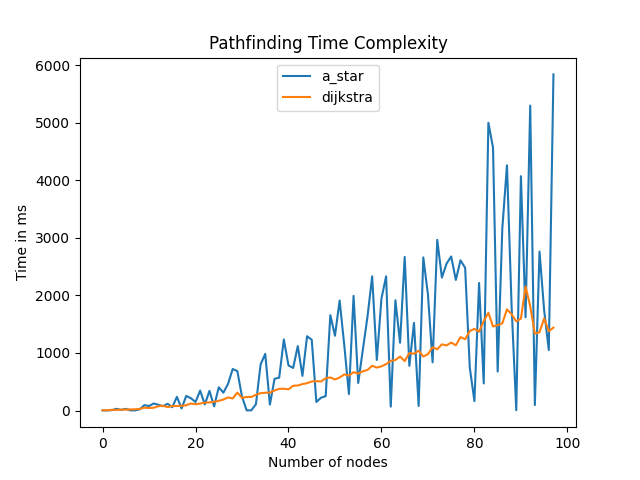 Pathfinding Time Complexity
a_star
dijkstra
6000
5000
4000
3000
2000
1000
0
Time in ms
0 20 40 60 80 100
Number of nodes